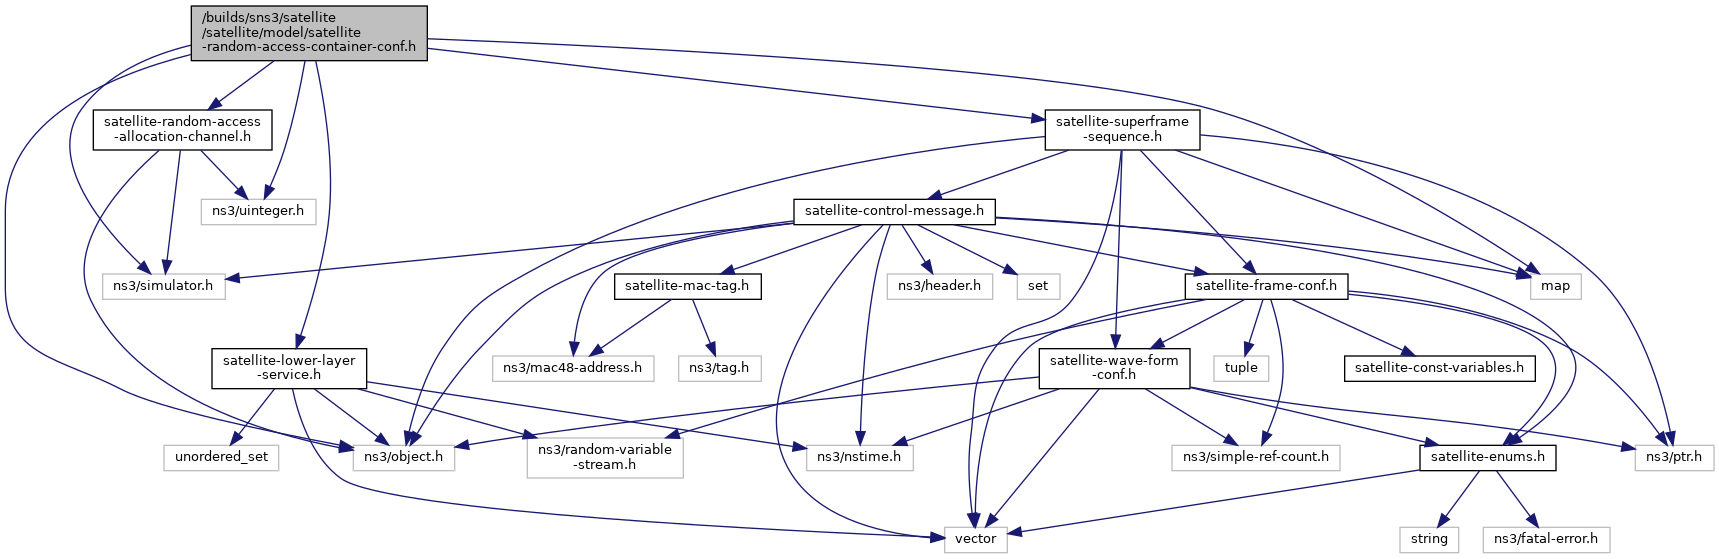 /builds/sns3/satellite
/satellite/model/satellite
-random-access-container-conf.h
satellite-random-access
-allocation-channel.h
satellite-superframe
-sequence.h
ns3/uinteger.h
satellite-control-message.h
ns3/simulator.h
satellite-mac-tag.h
ns3/header.h
set
satellite-frame-conf.h
map
satellite-lower-layer
-service.h
ns3/mac48-address.h
ns3/tag.h
satellite-wave-form
-conf.h
tuple
satellite-const-variables.h
unordered_set
ns3/object.h
ns3/random-variable
-stream.h
ns3/nstime.h
ns3/simple-ref-count.h
satellite-enums.h
ns3/ptr.h
vector
string
ns3/fatal-error.h